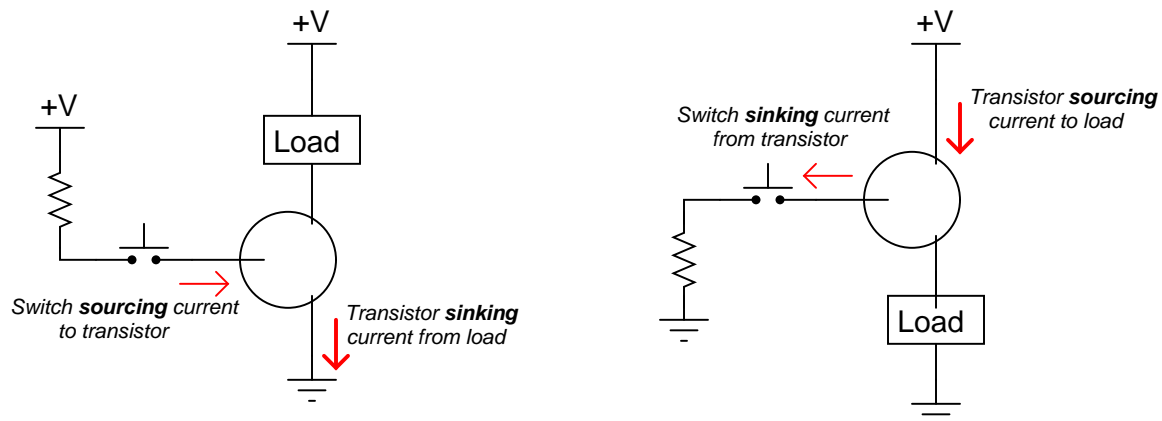 +V
+V
Load
Switch sourcing current
to transistor
Transistor sinking
current from load
+V
Switch sinking current
from transistor
Transistor sourcing
current to load
Load